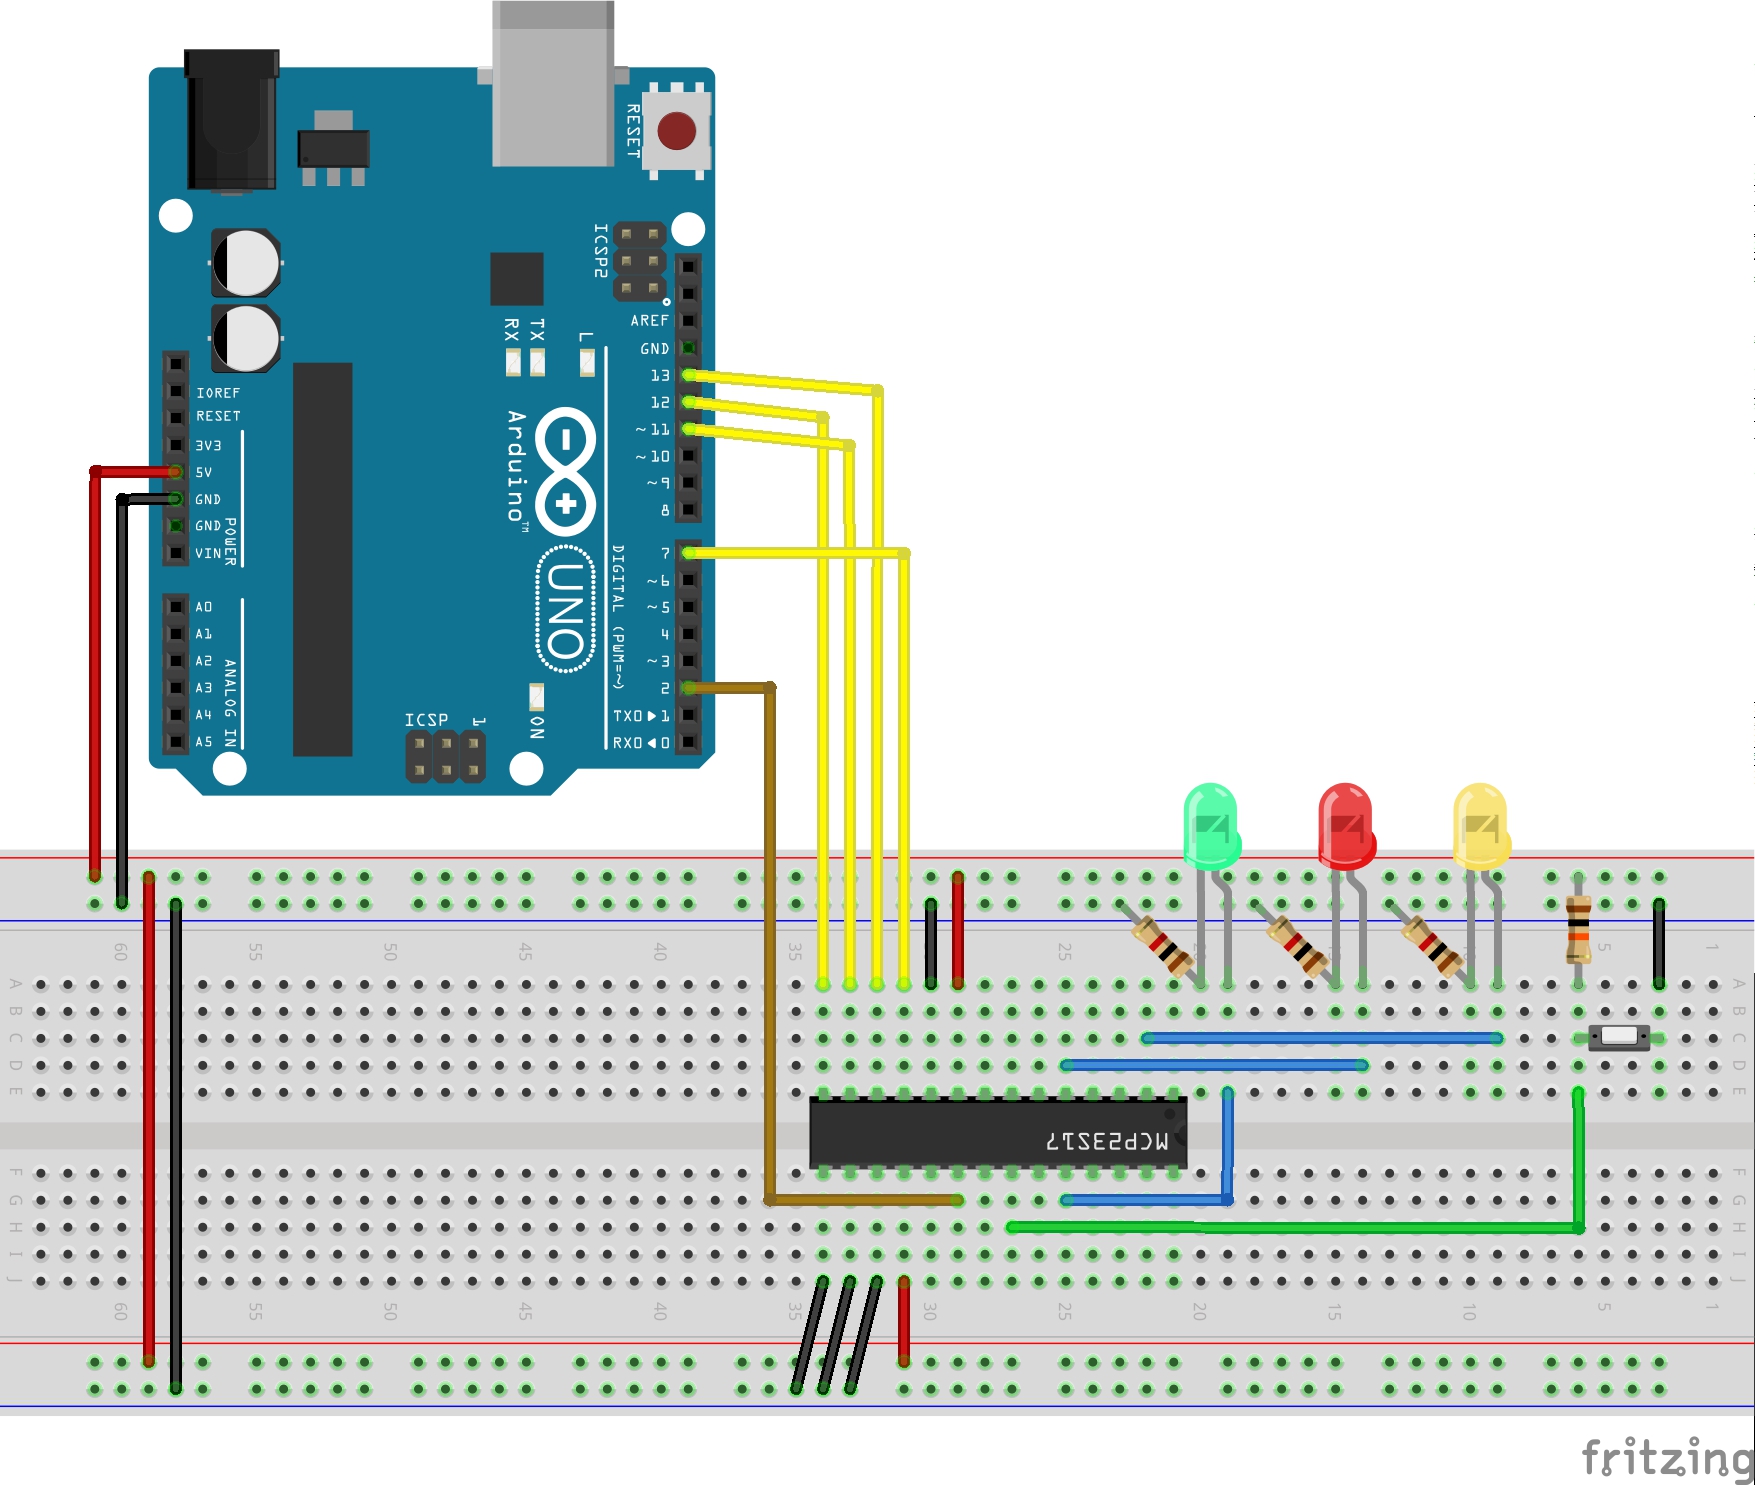 RESET
ICSP2
AREF
GND
13
12
~11
~10
~9
8
7
~6
~5
4
~3
2
TX0▶1
RX0◀0
RX
TX
L
IOREF
RESET
3V3
5V
GND
GND
VIN
POWER
A0
A1
A2
A3
A4
A5
ANALOG IN
Arduino™
UNO
DIGITAL (PWM=~)
ON
ICSP
1
60 55 50 45 40 35 25 20 10 5 1
A A
B B
C C
D D
E E
MCP23S17
F F
G G
H H
I I
J J
60 55 50 45 40 35 30 25 20 15 10 5 1
fritzing